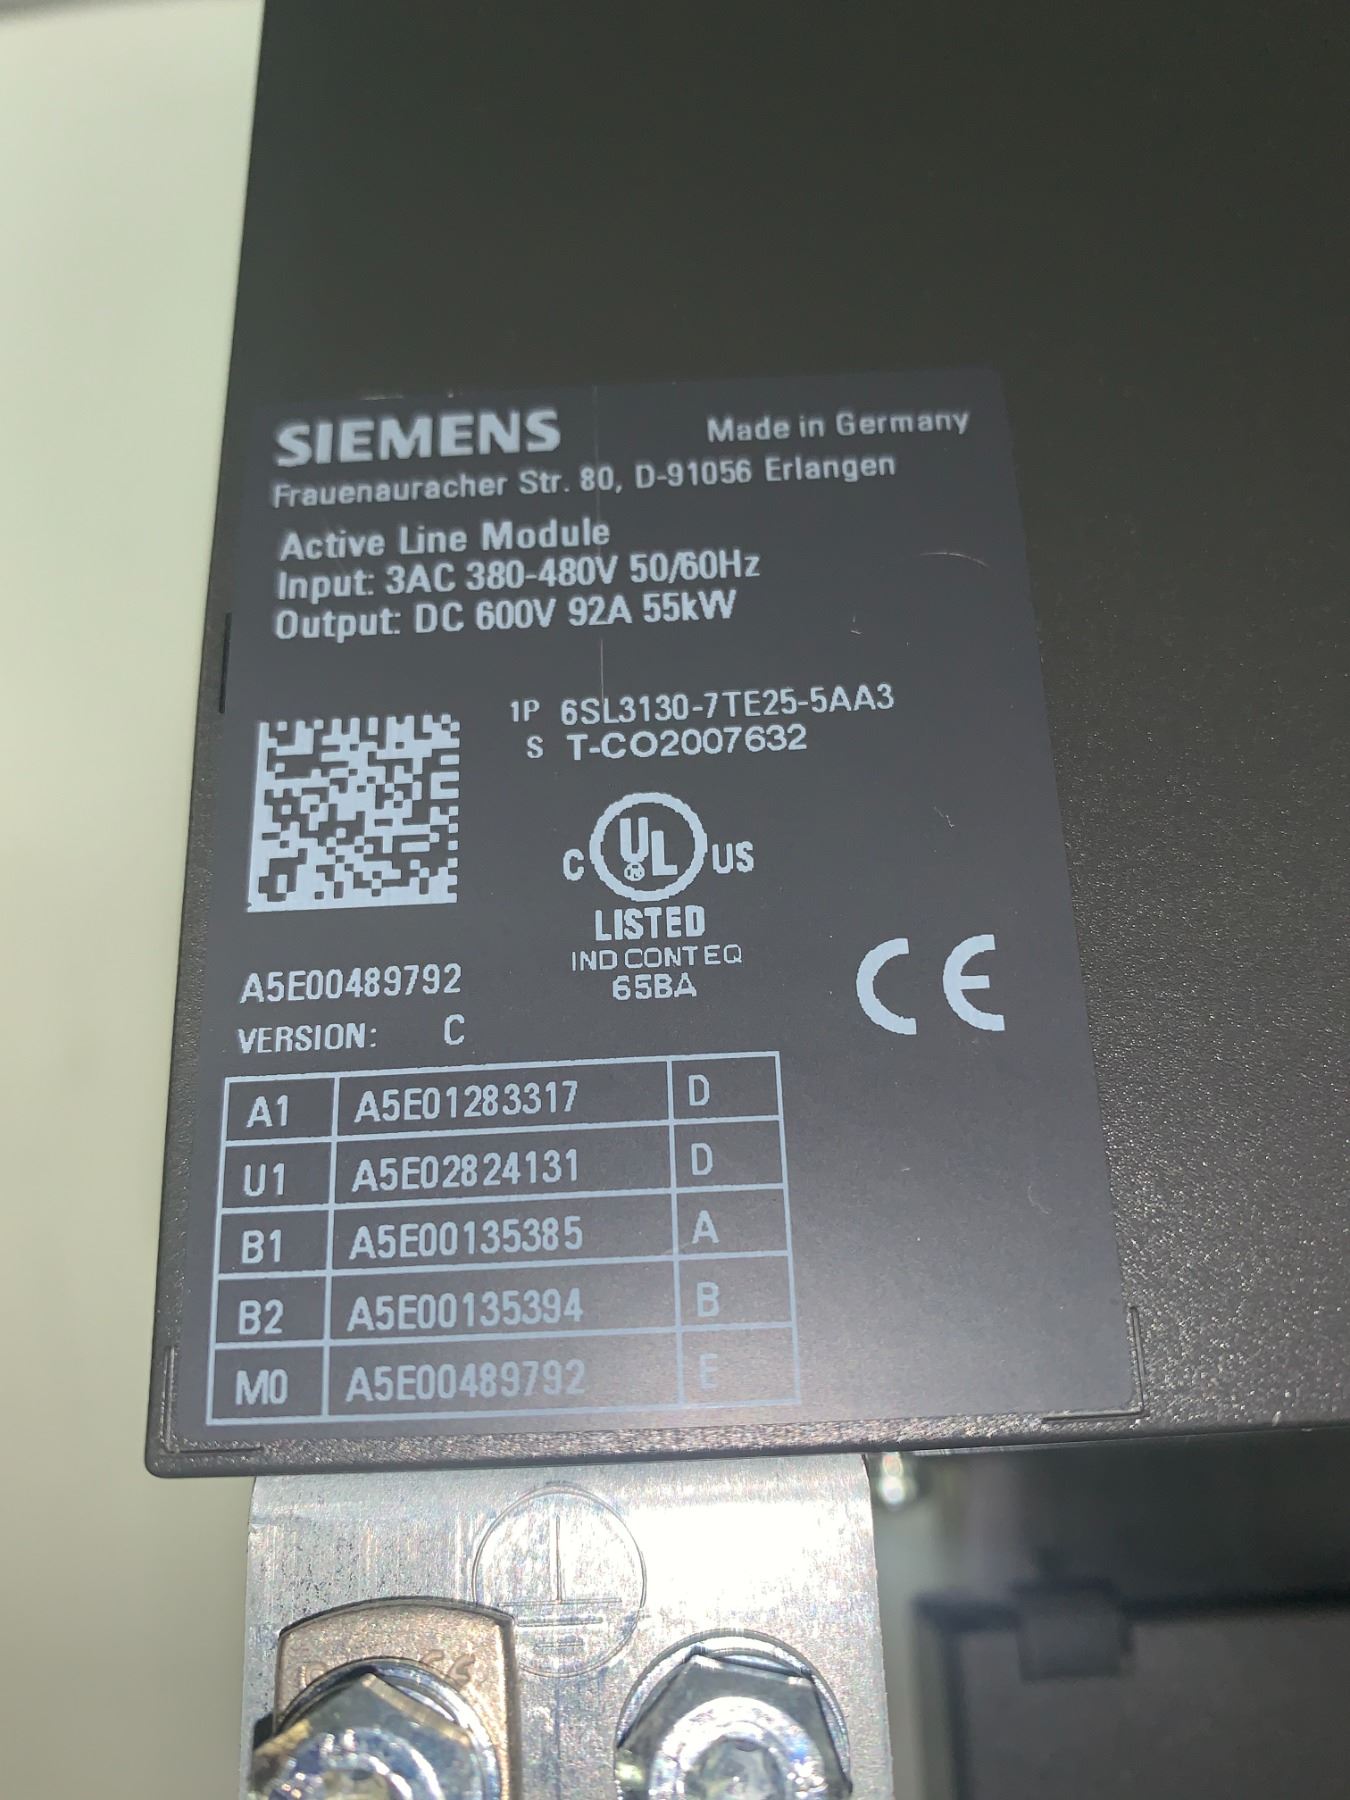 SIEMENS Made in Germany
Frauenauracher Str. 80, D-91056 Erlangen
Active Line Module
Input: 3AC 380-480V 50/60Hz
Output: DC 600V 92A 55kW
1P 6SL3130-7TE25-5AA3
S T-CO2007632
C UL US
®
LISTED
IND CONT EQ
65BA
CE
A5E00489792
VERSION: C
A1 A5E01283317 D
U1 A5E02824131 D
B1 A5E00135385 A
B2 A5E00135394 B
M0 A5E00489792 E